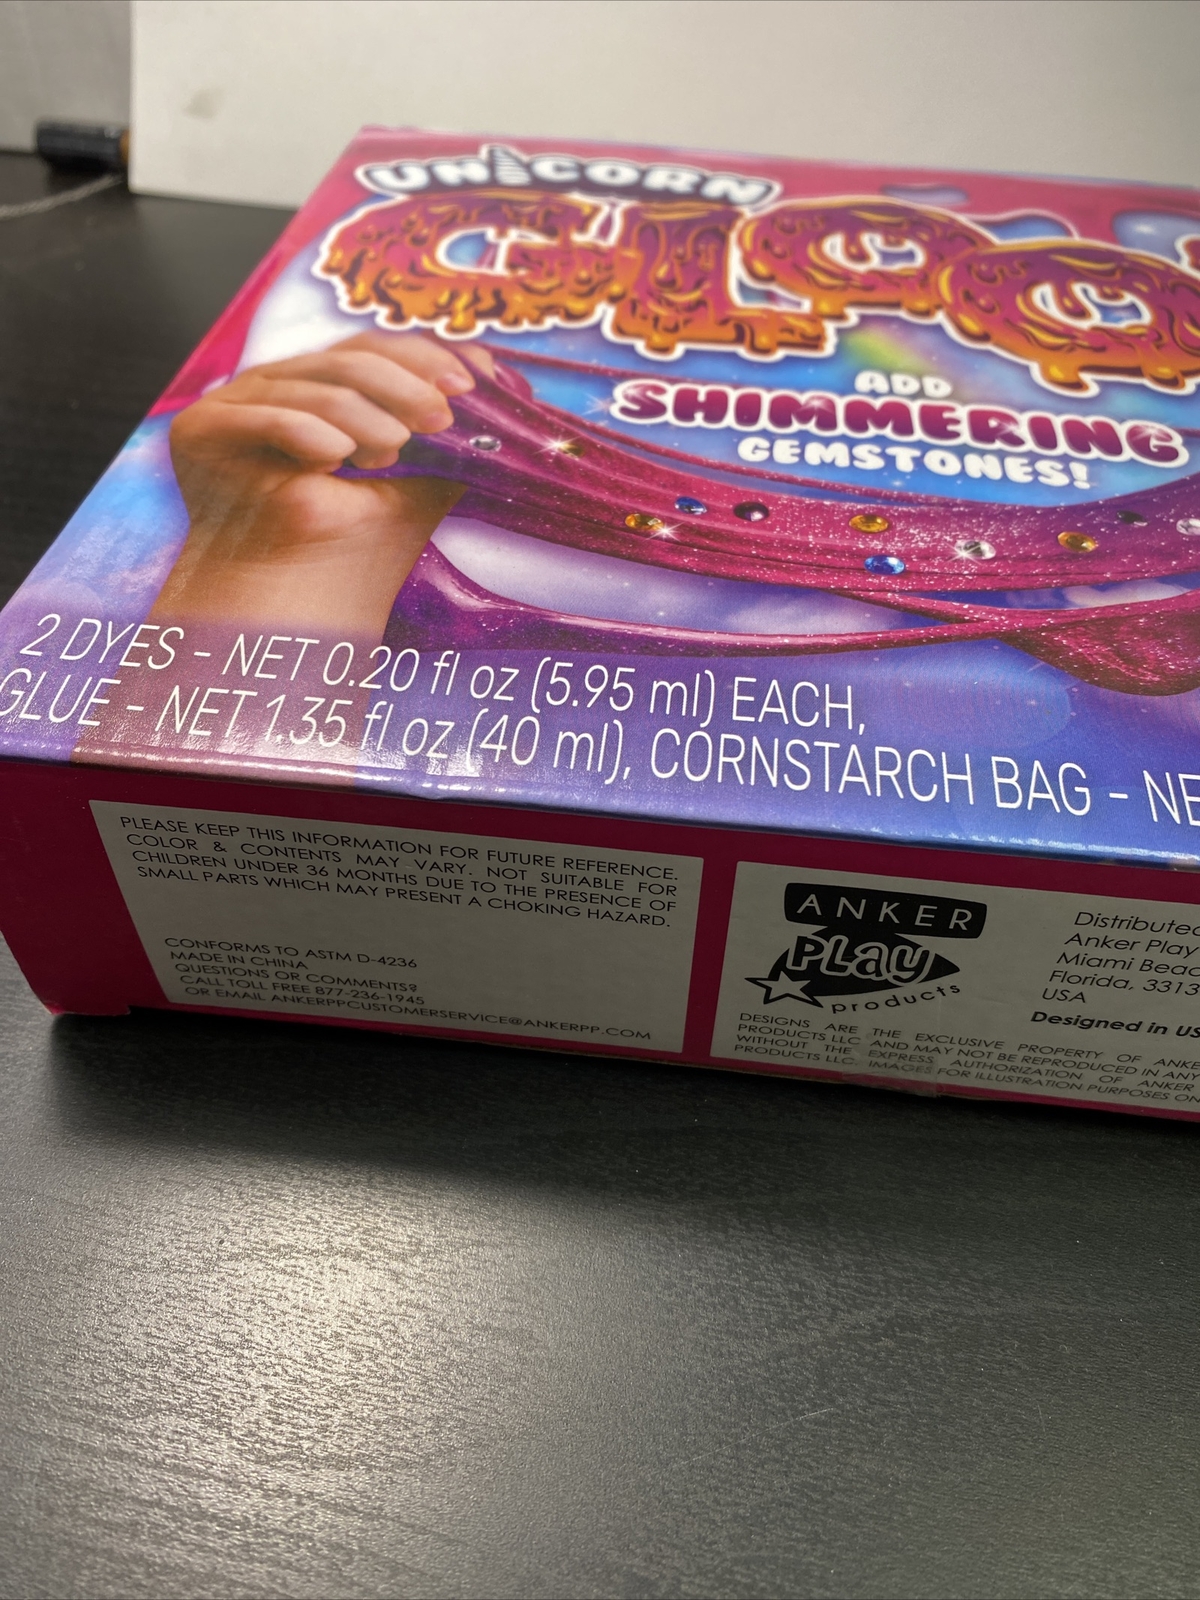 UNICORN
GLOO
ADD
SHIMMERING
GEMSTONES!
2 DYES - NET 0.20 fl oz (5.95 ml) EACH,
GLUE - NET 1.35 fl oz (40 ml), CORNSTARCH BAG - NE
PLEASE KEEP THIS INFORMATION FOR FUTURE REFERENCE.
COLOR & CONTENTS MAY VARY. NOT SUITABLE FOR
CHILDREN UNDER 36 MONTHS DUE TO THE PRESENCE OF
SMALL PARTS WHICH MAY PRESENT A CHOKING HAZARD.
CONFORMS TO ASTM D-4236
MADE IN CHINA
QUESTIONS OR COMMENTS?
CALL TOLL FREE 877-236-1945
OR EMAIL ANKERPPCUSTOMERSERVICE@ANKERPP.COM
ANKER
PLay
products
Distributed
Anker Play
Miami Beac
Florida, 3313
USA
Designed in US
DESIGNS ARE THE EXCLUSIVE PROPERTY OF ANKE
PRODUCTS LLC AND MAY NOT BE REPRODUCED IN ANY
WITHOUT THE EXPRESS AUTHORIZATION OF ANKER
PRODUCTS LLC. IMAGES FOR ILLUSTRATION PURPOSES ON